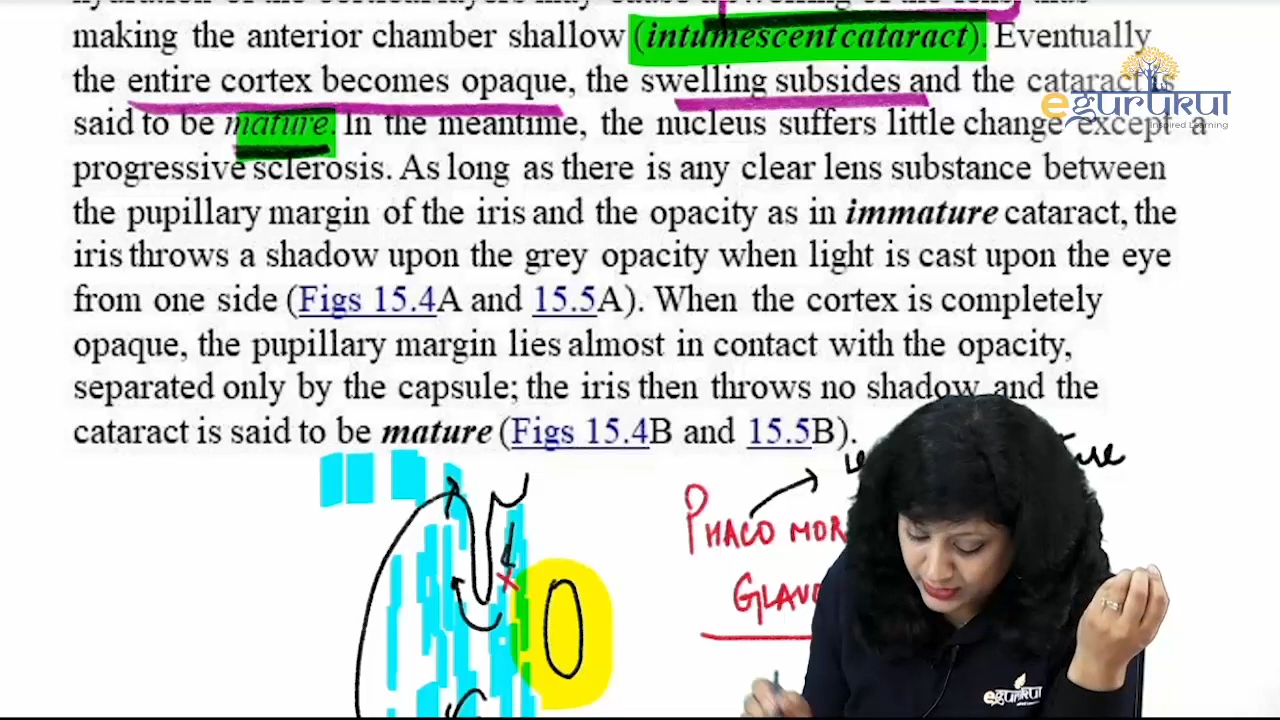 making the anterior chamber shallow (intumescent cataract). Eventually
the entire cortex becomes opaque, the swelling subsides and the cataract is
said to be mature. In the meantime, the nucleus suffers little change except a
progressive sclerosis. As long as there is any clear lens substance between
the pupillary margin of the iris and the opacity as in immature cataract, the
iris throws a shadow upon the grey opacity when light is cast upon the eye
from one side (Figs 15.4A and 15.5A). When the cortex is completely
opaque, the pupillary margin lies almost in contact with the opacity,
separated only by the capsule; the iris then throws no shadow and the
cataract is said to be mature (Figs 15.4B and 15.5B).
PHACO MOR
GLAU
egurukul
Inspired Learning
egurukul